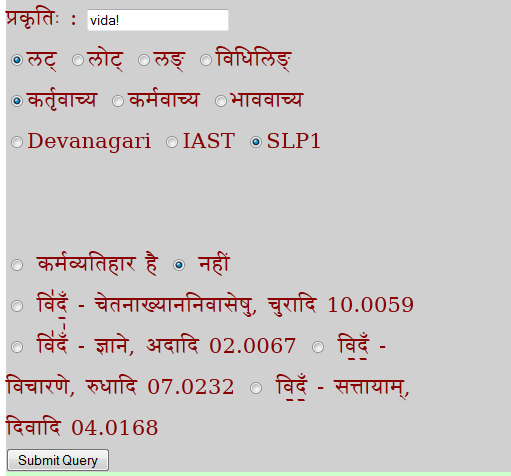 प्रकृतिः : vida!
लट् लोट् लङ् विधिलिङ्
कर्तृवाच्य कर्मवाच्य भाववाच्य
Devanagari IAST SLP1
कर्मव्यतिहार है नहीं
वि॑दँ॒ - चेतनाख्याननिवासेषु, चुरादि 10.0059
वि॑दँ॑ - ज्ञाने, अदादि 02.0067 वि॒दँ॒ -
विचारणे, रुधादि 07.0232 वि॒दँ॒ - सत्तायाम्,
दिवादि 04.0168
Submit Query